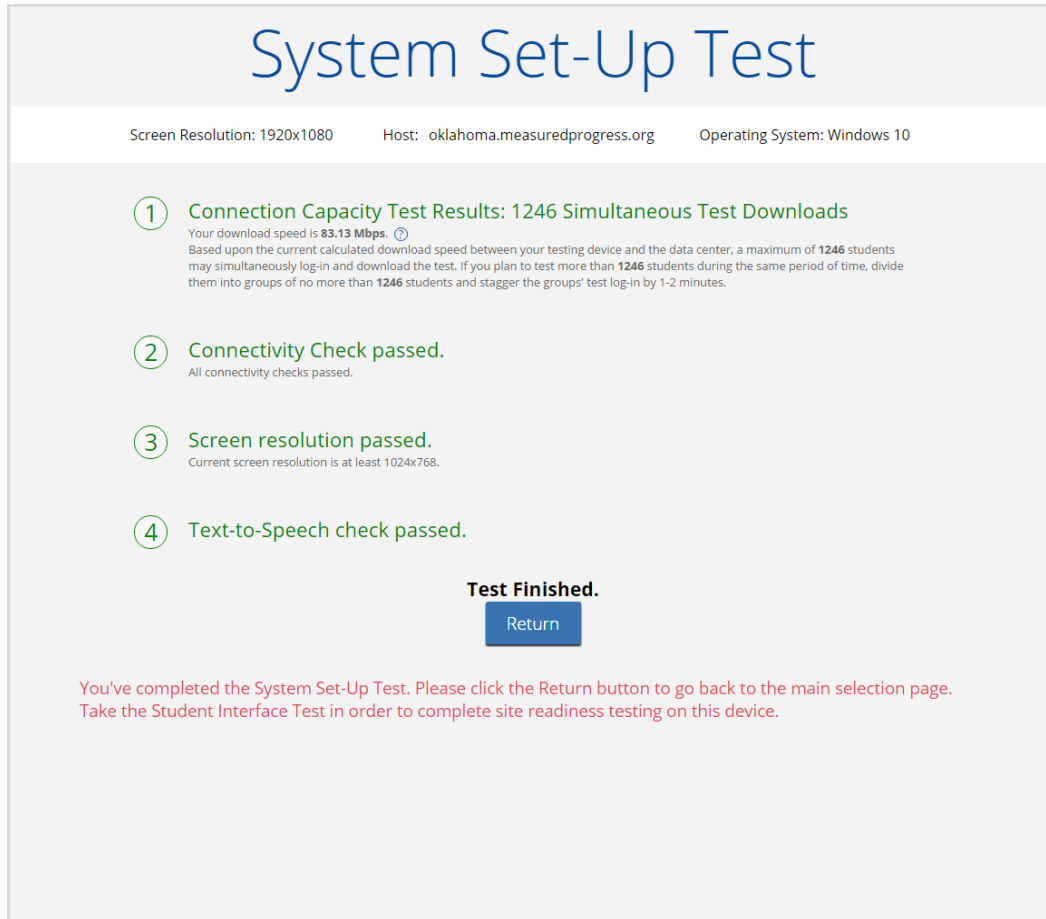 System Set-Up Test
Screen Resolution: 1920x1080 Host: oklahoma.measuredprogress.org Operating System: Windows 10
1 Connection Capacity Test Results: 1246 Simultaneous Test Downloads
Your download speed is 83.13 Mbps. ?
Based upon the current calculated download speed between your testing device and the data center, a maximum of 1246 students
may simultaneously log-in and download the test. If you plan to test more than 1246 students during the same period of time, divide
them into groups of no more than 1246 students and stagger the groups' test log-in by 1-2 minutes.
2 Connectivity Check passed.
All connectivity checks passed.
3 Screen resolution passed.
Current screen resolution is at least 1024x768.
4 Text-to-Speech check passed.
Test Finished.
Return
You've completed the System Set-Up Test. Please click the Return button to go back to the main selection page.
Take the Student Interface Test in order to complete site readiness testing on this device.